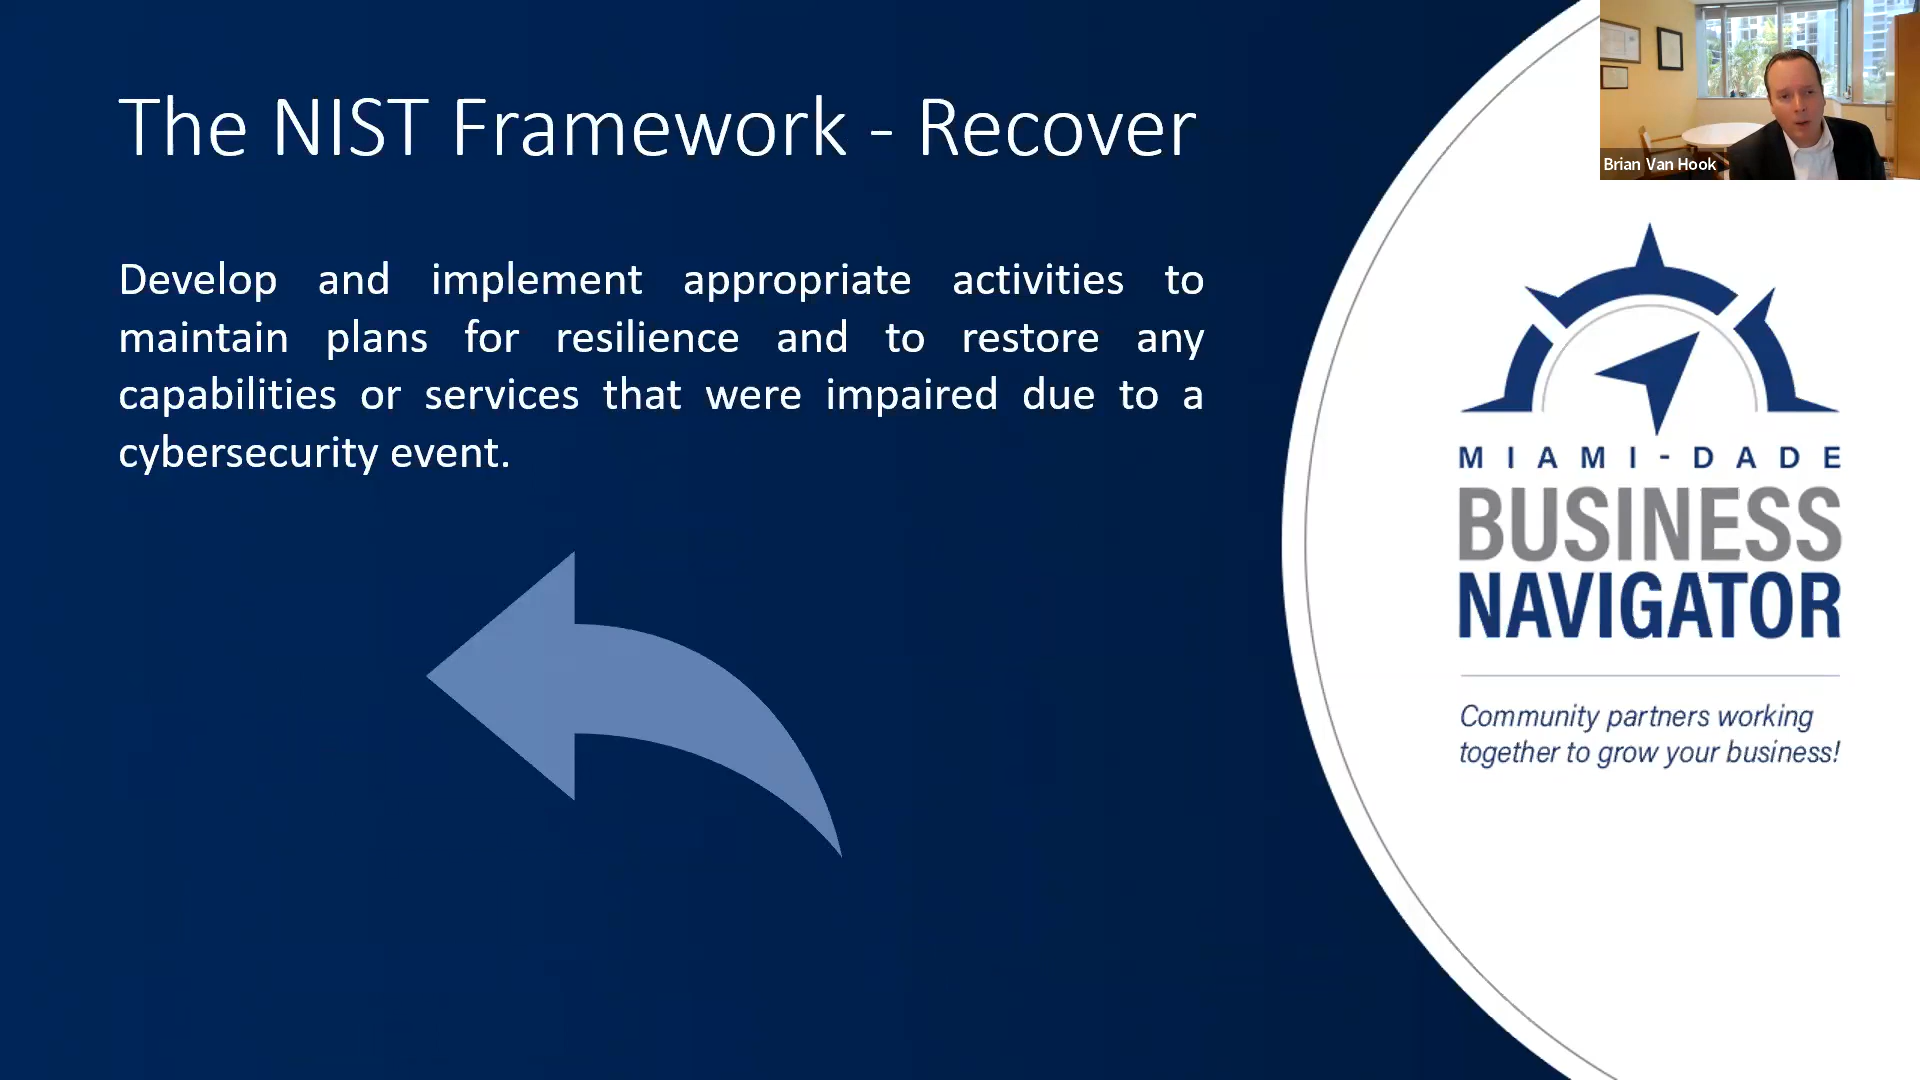 The NIST Framework - Recover
Develop and implement appropriate activities to
maintain plans for resilience and to restore any
capabilities or services that were impaired due to a
cybersecurity event.
Brian Van Hook
MIAMI-DADE
BUSINESS
NAVIGATOR
Community partners working
together to grow your business!